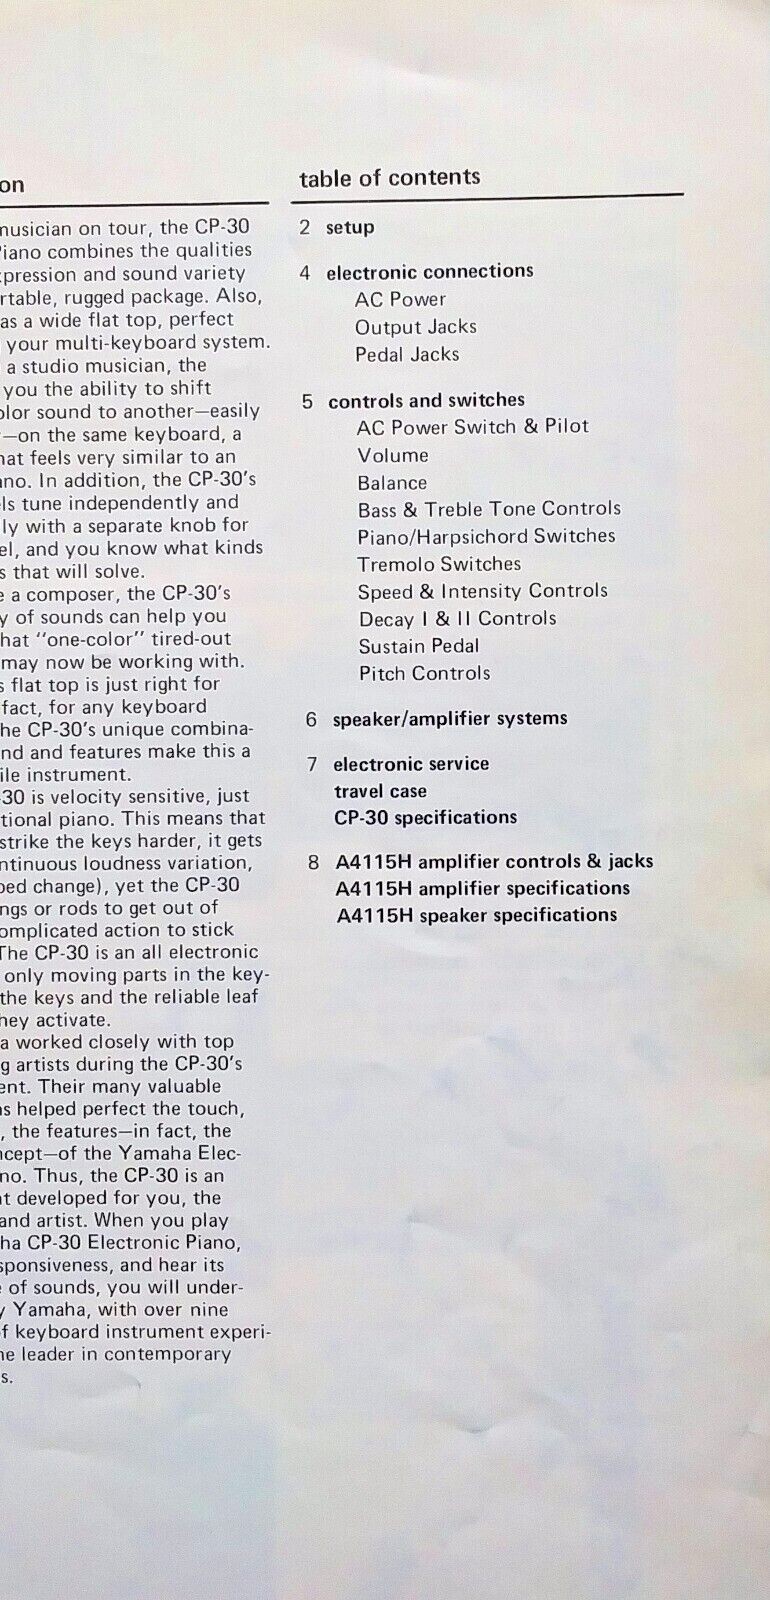 on
musician on tour, the CP-30
Piano combines the qualities
xpression and sound variety
rtable, rugged package. Also,
as a wide flat top, perfect
your multi-keyboard system.
a studio musician, the
you the ability to shift
olor sound to another—easily
—on the same keyboard, a
hat feels very similar to an
ano. In addition, the CP-30's
ls tune independently and
ly with a separate knob for
el, and you know what kinds
s that will solve.
e a composer, the CP-30's
y of sounds can help you
hat "one-color" tired-out
may now be working with.
s flat top is just right for
fact, for any keyboard
he CP-30's unique combina-
nd and features make this a
ile instrument.
-30 is velocity sensitive, just
tional piano. This means that
strike the keys harder, it gets
ntinuous loudness variation,
ped change), yet the CP-30
ngs or rods to get out of
omplicated action to stick
The CP-30 is an all electronic
only moving parts in the key-
the keys and the reliable leaf
hey activate.
a worked closely with top
g artists during the CP-30's
ent. Their many valuable
ns helped perfect the touch,
, the features—in fact, the
ncept—of the Yamaha Elec-
no. Thus, the CP-30 is an
nt developed for you, the
and artist. When you play
ha CP-30 Electronic Piano,
sponsiveness, and hear its
e of sounds, you will under-
y Yamaha, with over nine
of keyboard instrument experi-
he leader in contemporary
s.
table of contents
2 setup
4 electronic connections
AC Power
Output Jacks
Pedal Jacks
5 controls and switches
AC Power Switch & Pilot
Volume
Balance
Bass & Treble Tone Controls
Piano/Harpsichord Switches
Tremolo Switches
Speed & Intensity Controls
Decay I & II Controls
Sustain Pedal
Pitch Controls
6 speaker/amplifier systems
7 electronic service
travel case
CP-30 specifications
8 A4115H amplifier controls & jacks
A4115H amplifier specifications
A4115H speaker specifications